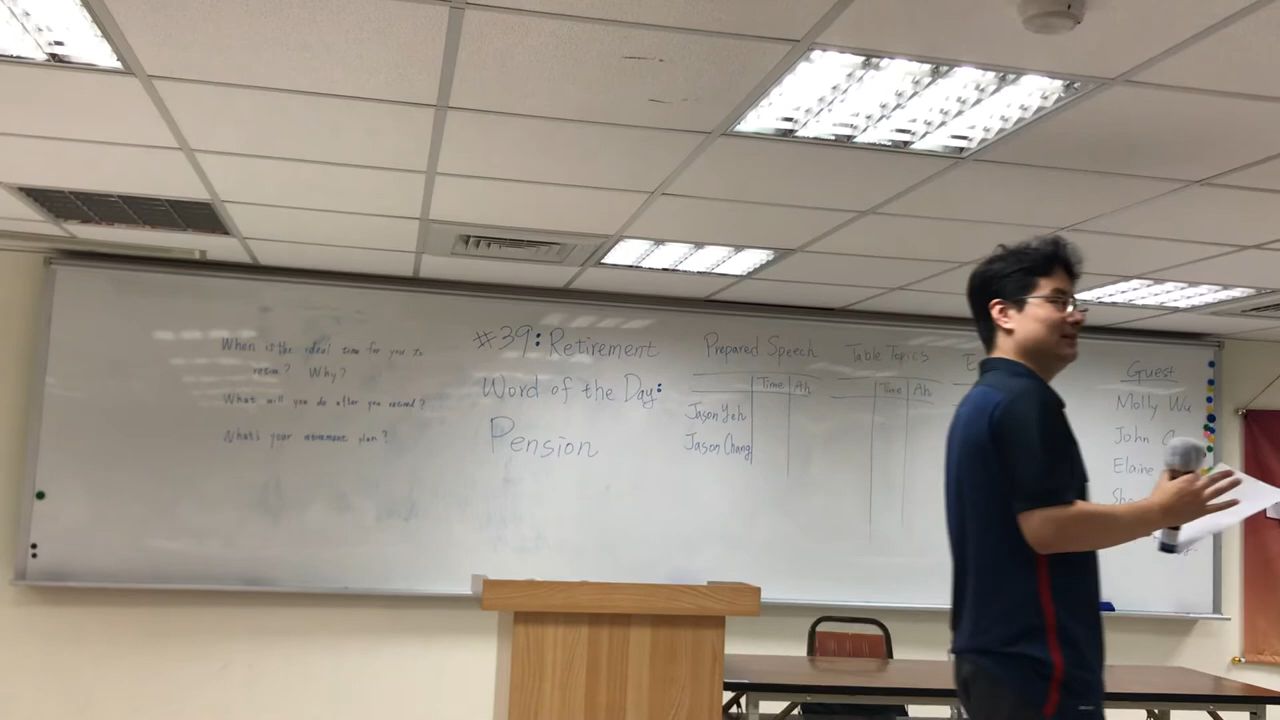 When is the ideal time for you to
retire? Why?
What will you do after you retired?
What's your retirement plan?
#39: Retirement
Word of the Day:
Pension
Prepared Speech
Time Ah
Jason Yeh
Jason Chang
Table Topics
Time Ah
E
Guest
Molly Wu
John
Elaine